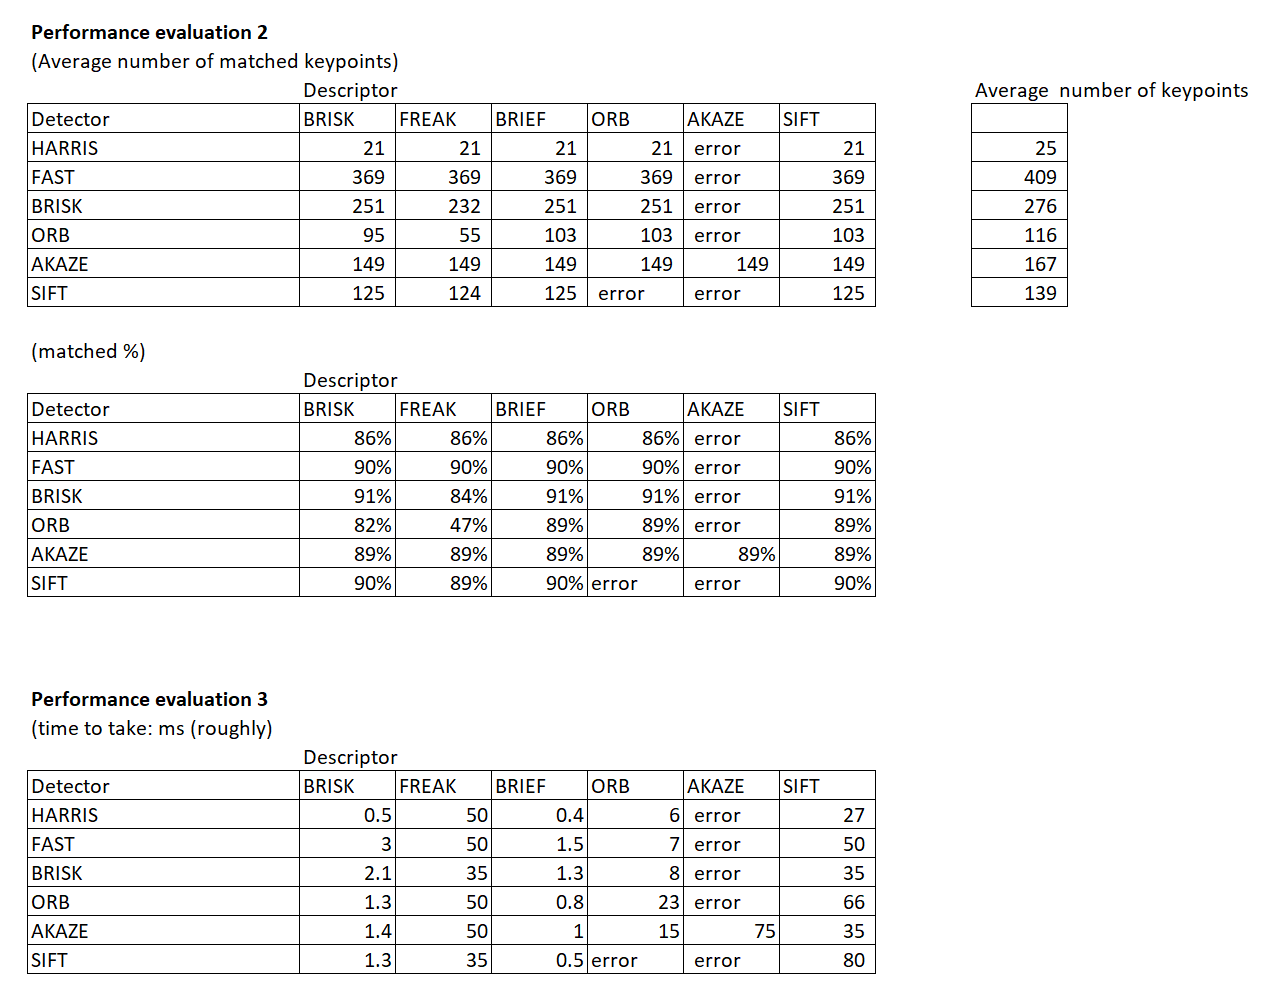 Performance evaluation 2
(Average number of matched keypoints)
Descriptor Average number of keypoints
Detector BRISK FREAK BRIEF ORB AKAZE SIFT
HARRIS 21 21 21 21 error 21 25
FAST 369 369 369 369 error 369 409
BRISK 251 232 251 251 error 251 276
ORB 95 55 103 103 error 103 116
AKAZE 149 149 149 149 149 149 167
SIFT 125 124 125 error error 125 139
(matched %)
Descriptor
Detector BRISK FREAK BRIEF ORB AKAZE SIFT
HARRIS 86% 86% 86% 86% error 86%
FAST 90% 90% 90% 90% error 90%
BRISK 91% 84% 91% 91% error 91%
ORB 82% 47% 89% 89% error 89%
AKAZE 89% 89% 89% 89% 89% 89%
SIFT 90% 89% 90% error error 90%
Performance evaluation 3
(time to take: ms (roughly)
Descriptor
Detector BRISK FREAK BRIEF ORB AKAZE SIFT
HARRIS 0.5 50 0.4 6 error 27
FAST 3 50 1.5 7 error 50
BRISK 2.1 35 1.3 8 error 35
ORB 1.3 50 0.8 23 error 66
AKAZE 1.4 50 1 15 75 35
SIFT 1.3 35 0.5 error error 80